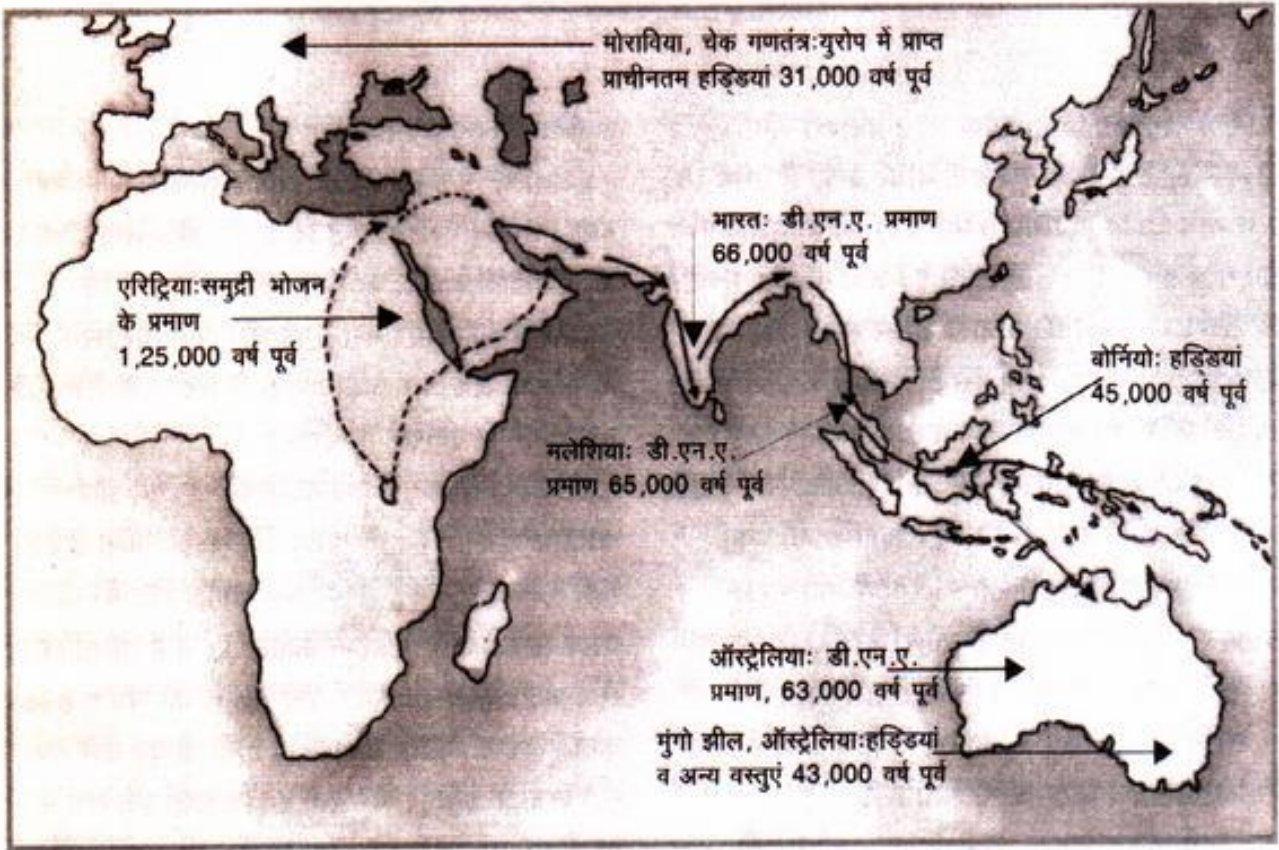 मोराविया, चेक गणतंत्र:युरोप में प्राप्त
प्राचीनतम हड्डियां 31,000 वर्ष पूर्व
भारतः डी.एन.ए. प्रमाण
66,000 वर्ष पूर्व
एरिट्रिया:समुद्री भोजन
के प्रमाण
1,25,000 वर्ष पूर्व
बोर्नियोः हड्डियां
45,000 वर्ष पूर्व
मलेशियाः डी.एन.ए.
प्रमाण 65,000 वर्ष पूर्व
ऑस्ट्रेलियाः डी.एन.ए.
प्रमाण, 63,000 वर्ष पूर्व
मुंगो झील, ऑस्ट्रेलियाःहड्डियां
व अन्य वस्तुएं 43,000 वर्ष पूर्व